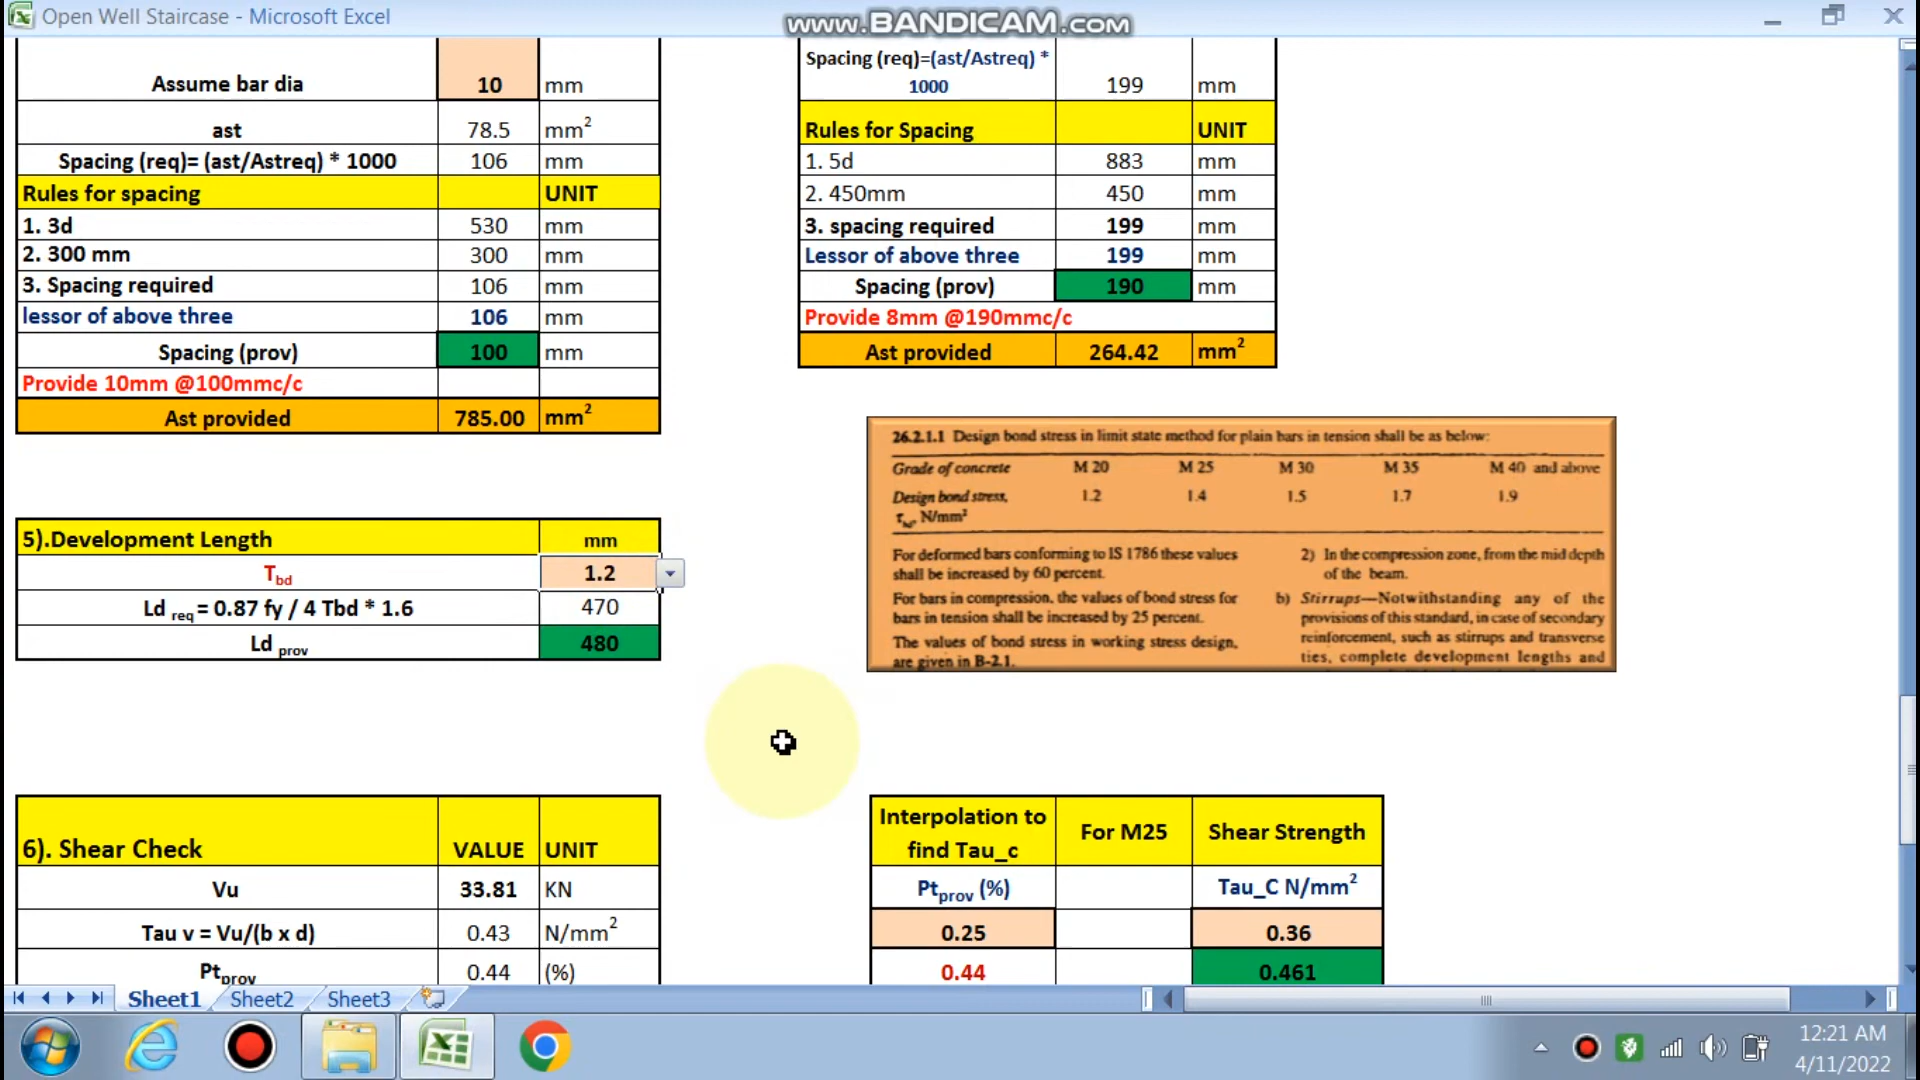 Open Well Staircase - Microsoft Excel
www.BANDICAM.com
Assume bar dia 10 mm
ast 78.5 mm²
Spacing (req)= (ast/Astreq) * 1000 106 mm
Rules for spacing UNIT
1. 3d 530 mm
2. 300 mm 300 mm
3. Spacing required 106 mm
lessor of above three 106 mm
Spacing (prov) 100 mm
Provide 10mm @100mmc/c
Ast provided 785.00 mm²
Spacing (req)=(ast/Astreq) *
1000 199 mm
Rules for Spacing UNIT
1. 5d 883 mm
2. 450mm 450 mm
3. spacing required 199 mm
Lessor of above three 199 mm
Spacing (prov) 190 mm
Provide 8mm @190mmc/c
Ast provided 264.42 mm²
26.2.1.1 Design bond stress in limit state method for plain bars in tension shall be as below:
Grade of concrete M 20 M 25 M 30 M 35 M 40 and above
Design bond stress, 1.2 1.4 1.5 1.7 1.9
τbd, N/mm²
For deformed bars conforming to IS 1786 these values
shall be increased by 60 percent.
For bars in compression, the values of bond stress for
bars in tension shall be increased by 25 percent.
The values of bond stress in working stress design,
are given in B-2.1.
2) In the compression zone, from the mid depth
of the beam.
b) Stirrups—Notwithstanding any of the
provisions of this standard, in case of secondary
reinforcement, such as stirrups and transverse
ties, complete development lengths and
5).Development Length mm
Tbd 1.2
Ld req = 0.87 fy / 4 Tbd * 1.6 470
Ld prov 480
6). Shear Check VALUE UNIT
Vu 33.81 KN
Tau v = Vu/(b x d) 0.43 N/mm²
Ptprov 0.44 (%)
Interpolation to
find Tau_c For M25 Shear Strength
Ptprov (%) Tau_C N/mm²
0.25 0.36
0.44 0.461
Sheet1 Sheet2 Sheet3
12:21 AM
4/11/2022